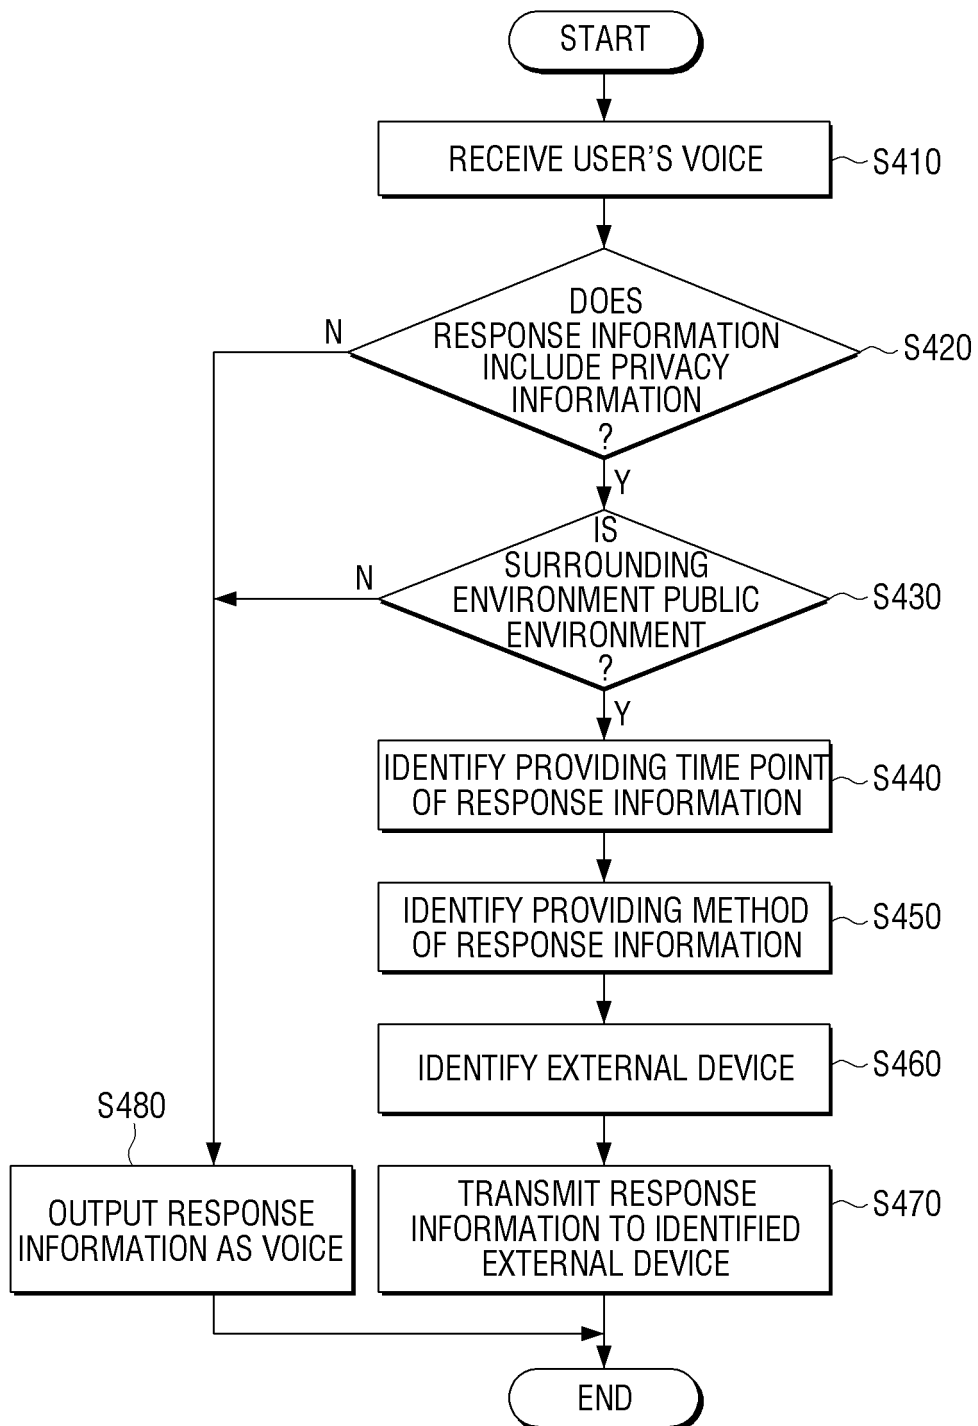 START
RECEIVE USER'S VOICE
S410
DOES
RESPONSE INFORMATION
INCLUDE PRIVACY
INFORMATION
?
S420
N
Y
IS
SURROUNDING
ENVIRONMENT PUBLIC
ENVIRONMENT
?
S430
N
Y
IDENTIFY PROVIDING TIME POINT
OF RESPONSE INFORMATION
S440
IDENTIFY PROVIDING METHOD
OF RESPONSE INFORMATION
S450
IDENTIFY EXTERNAL DEVICE
S460
S480
OUTPUT RESPONSE
INFORMATION AS VOICE
TRANSMIT RESPONSE
INFORMATION TO IDENTIFIED
EXTERNAL DEVICE
S470
END